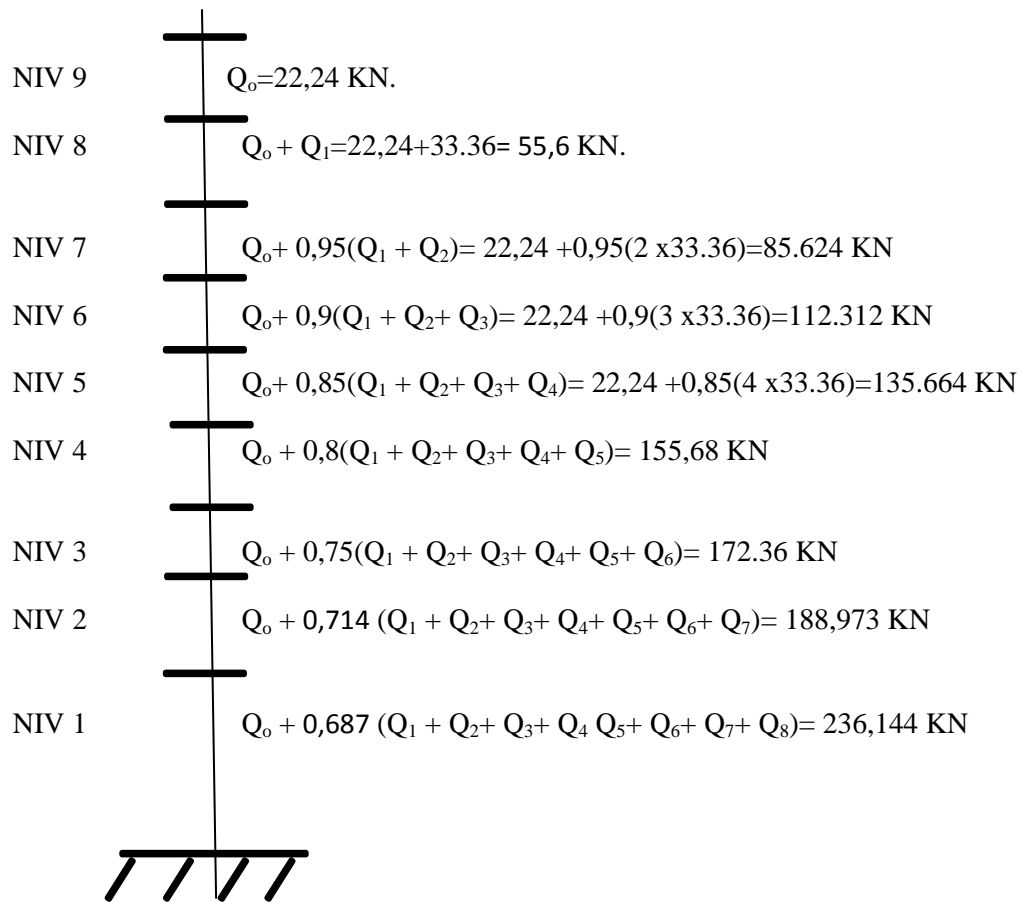 NIV 9 Qₒ=22,24 KN.
NIV 8 Qₒ + Q₁=22,24+33.36= 55,6 KN.
NIV 7 Qₒ+ 0,95(Q₁ + Q₂)= 22,24 +0,95(2 x33.36)=85.624 KN
NIV 6 Qₒ+ 0,9(Q₁ + Q₂+ Q₃)= 22,24 +0,9(3 x33.36)=112.312 KN
NIV 5 Qₒ+ 0,85(Q₁ + Q₂+ Q₃+ Q₄)= 22,24 +0,85(4 x33.36)=135.664 KN
NIV 4 Qₒ + 0,8(Q₁ + Q₂+ Q₃+ Q₄+ Q₅)= 155,68 KN
NIV 3 Qₒ + 0,75(Q₁ + Q₂+ Q₃+ Q₄+ Q₅+ Q₆)= 172.36 KN
NIV 2 Qₒ + 0,714 (Q₁ + Q₂+ Q₃+ Q₄+ Q₅+ Q₆+ Q₇)= 188,973 KN
NIV 1 Qₒ + 0,687 (Q₁ + Q₂+ Q₃+ Q₄ Q₅+ Q₆+ Q₇+ Q₈)= 236,144 KN